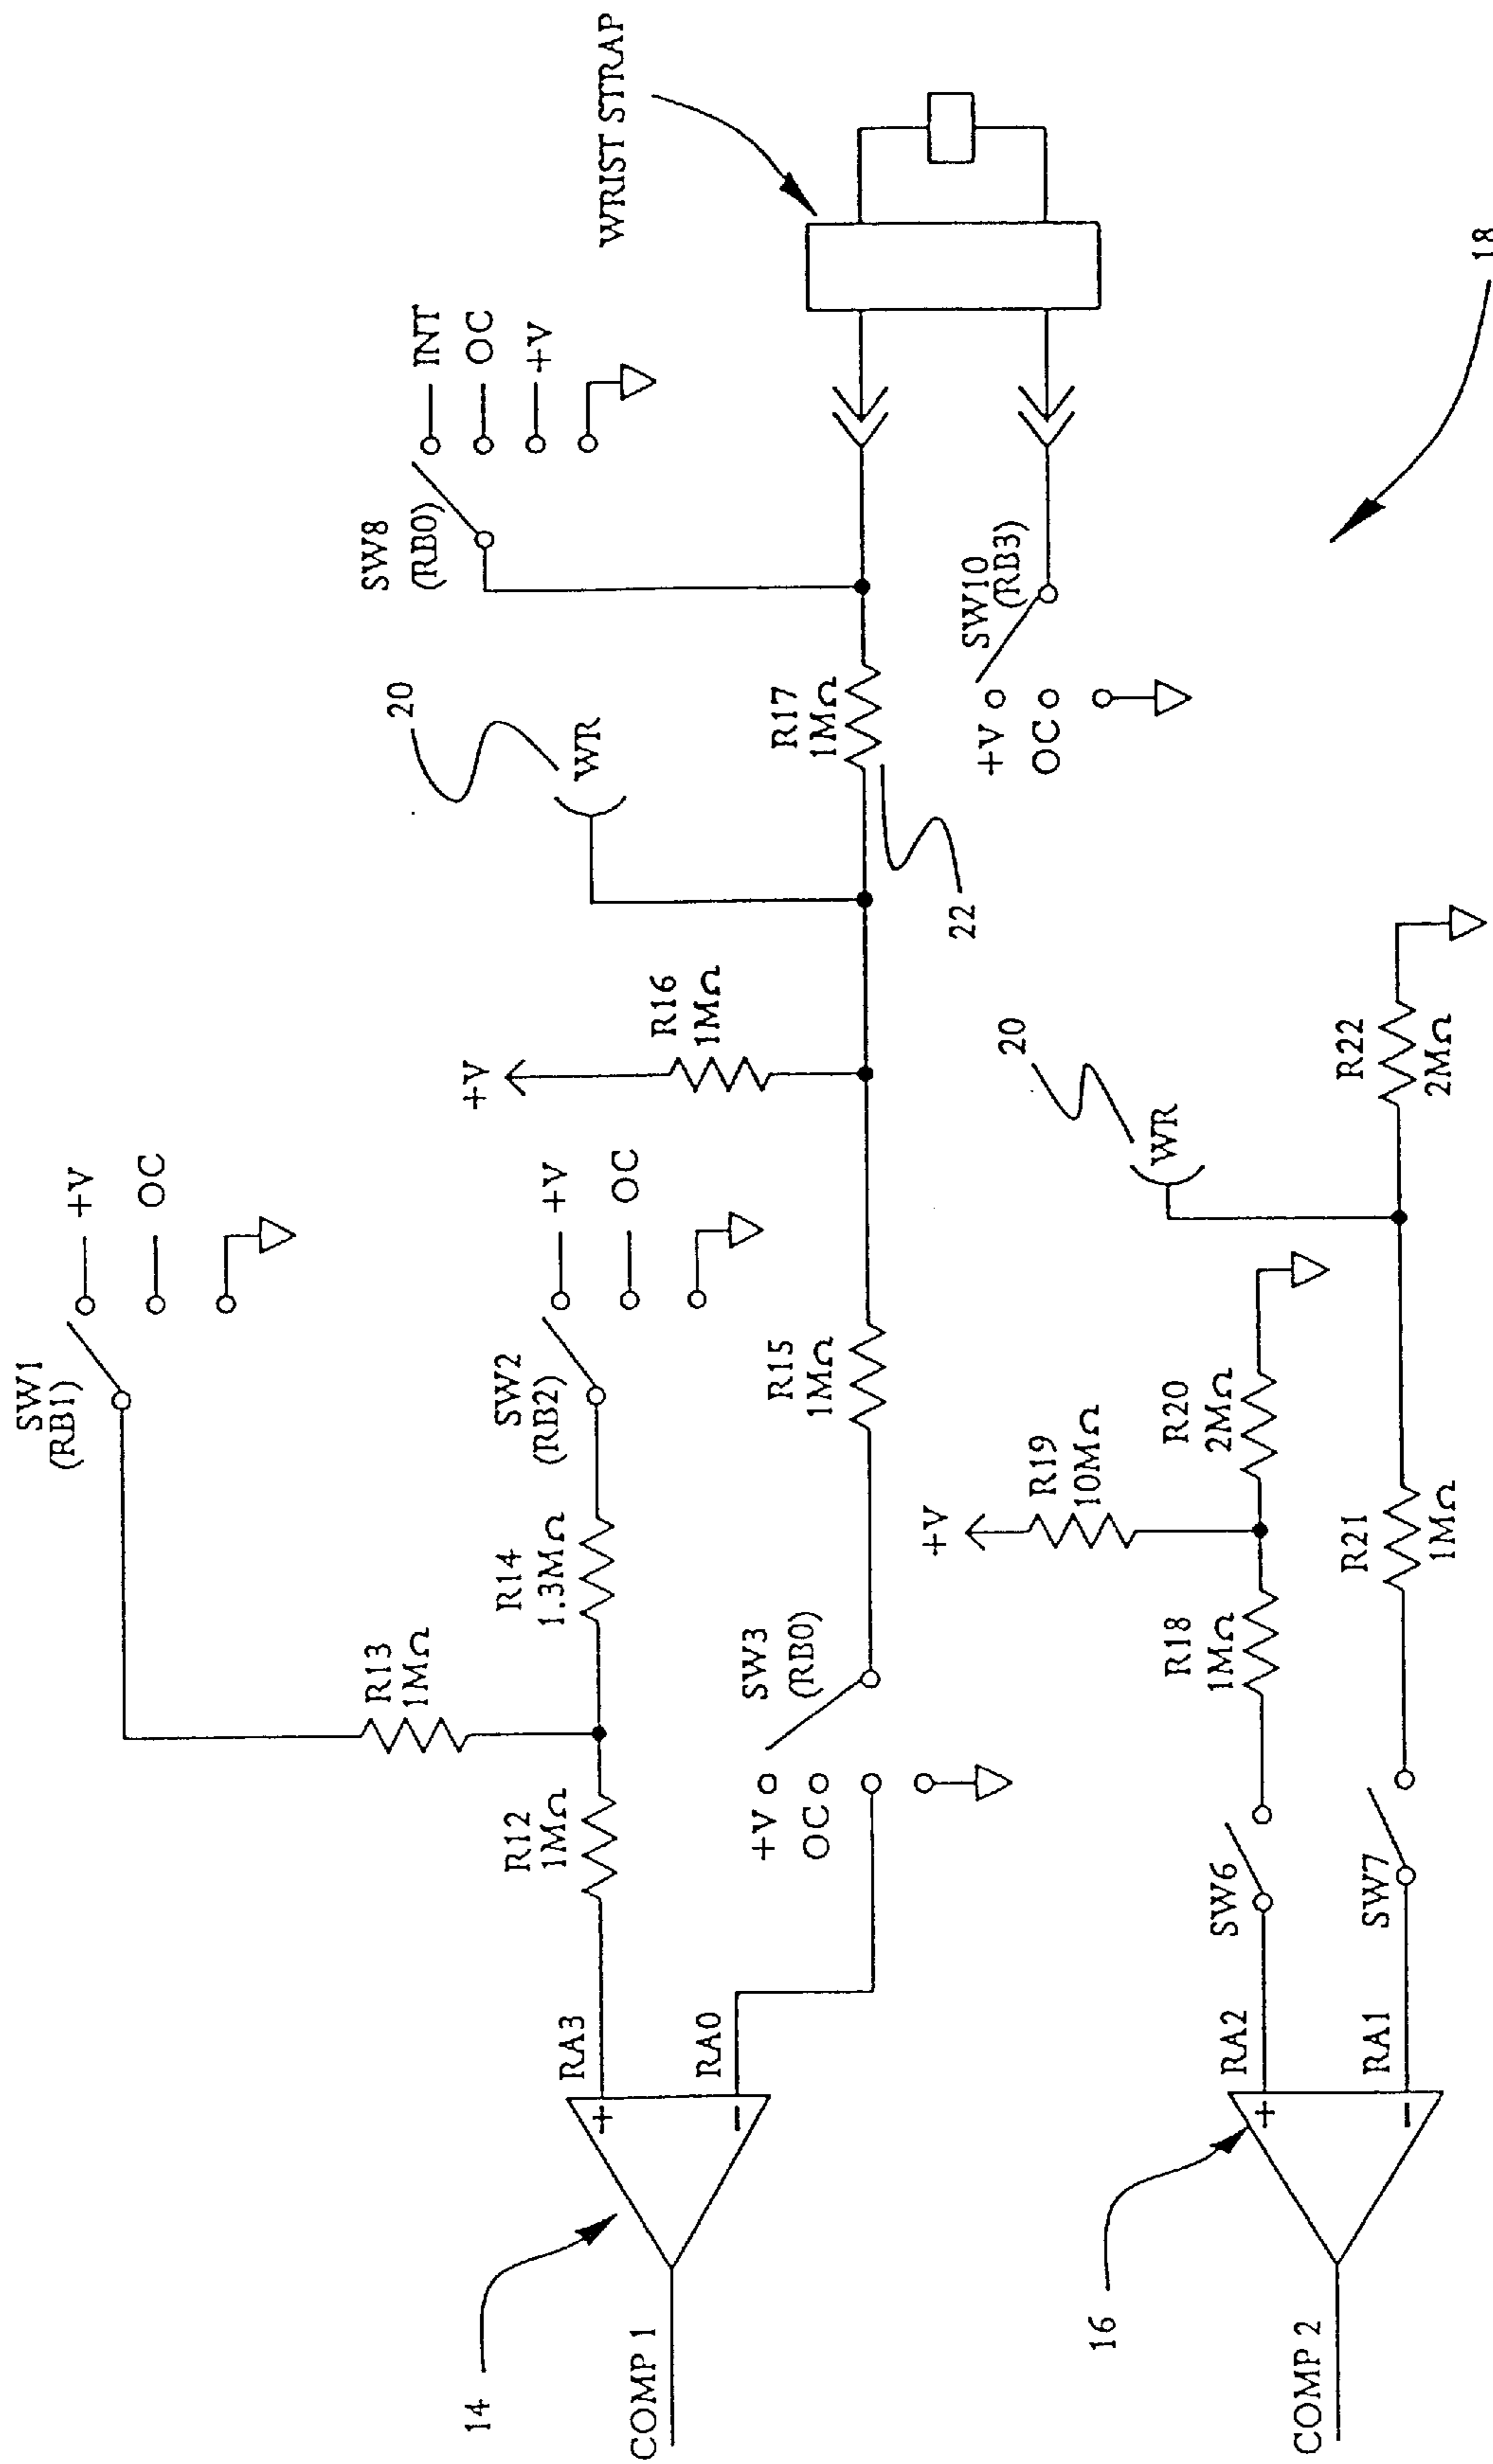 SW1
(RB1)
+V
OC
R13
1MΩ
SW2
(RB2)
+V
OC
R14
1.3MΩ
R12
1MΩ
RA3
+
RA0
−
14
COMP 1
SW3
(RB0)
+V
OC
R15
1MΩ
+V
R16
1MΩ
20
WR
R17
1MΩ
22
SW8
(RB0)
INT
OC
+V
WRIST STRAP
SW10
(RB3)
+V
OC
18
+V
R19
10MΩ
R20
2MΩ
R18
1MΩ
SW6
RA2
+
RA1
−
SW7
16
COMP 2
R21
1MΩ
20
WR
R22
2MΩ